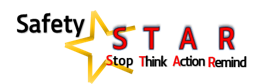 Safety
S T A R
Stop Think Action Remind